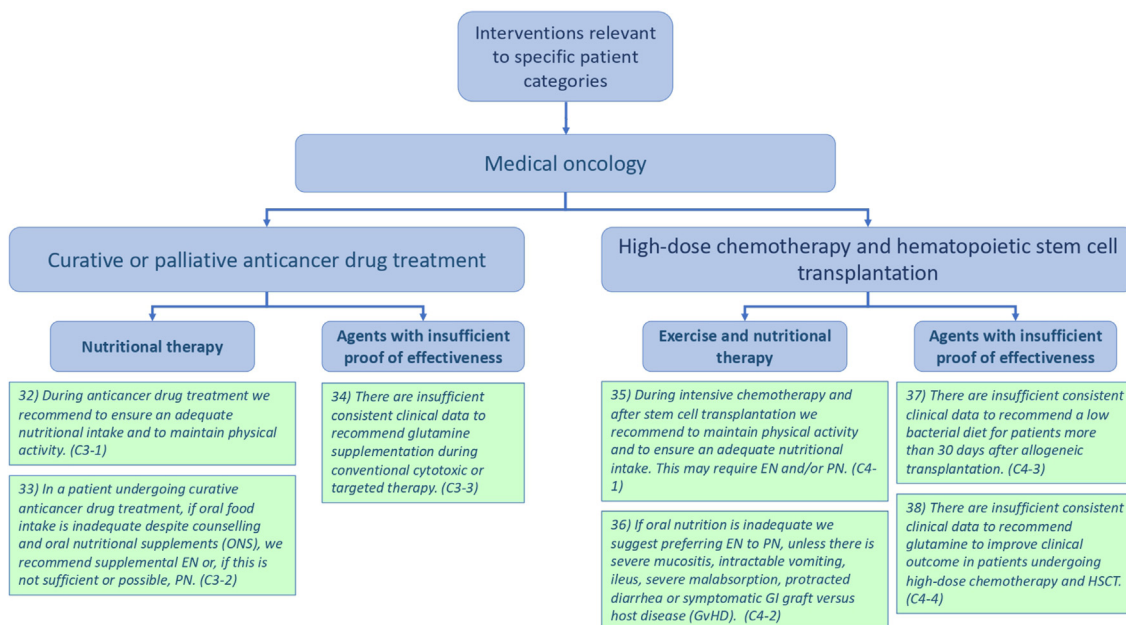 Interventions relevant
to specific patient
categories
Medical oncology
Curative or palliative anticancer drug treatment
High-dose chemotherapy and hematopoietic stem cell
transplantation
Nutritional therapy
Agents with insufficient
proof of effectiveness
Exercise and nutritional
therapy
Agents with insufficient
proof of effectiveness
32) During anticancer drug treatment we
recommend to ensure an adequate
nutritional intake and to maintain physical
activity. (C3-1)
33) In a patient undergoing curative
anticancer drug treatment, if oral food
intake is inadequate despite counselling
and oral nutritional supplements (ONS), we
recommend supplemental EN or, if this is
not sufficient or possible, PN. (C3-2)
34) There are insufficient
consistent clinical data to
recommend glutamine
supplementation during
conventional cytotoxic or
targeted therapy. (C3-3)
35) During intensive chemotherapy and
after stem cell transplantation we
recommend to maintain physical activity
and to ensure an adequate nutritional
intake. This may require EN and/or PN. (C4-
1)
36) If oral nutrition is inadequate we
suggest preferring EN to PN, unless there is
severe mucositis, intractable vomiting,
ileus, severe malabsorption, protracted
diarrhea or symptomatic GI graft versus
host disease (GvHD). (C4-2)
37) There are insufficient consistent
clinical data to recommend a low
bacterial diet for patients more
than 30 days after allogeneic
transplantation. (C4-3)
38) There are insufficient consistent
clinical data to recommend
glutamine to improve clinical
outcome in patients undergoing
high-dose chemotherapy and HSCT.
(C4-4)